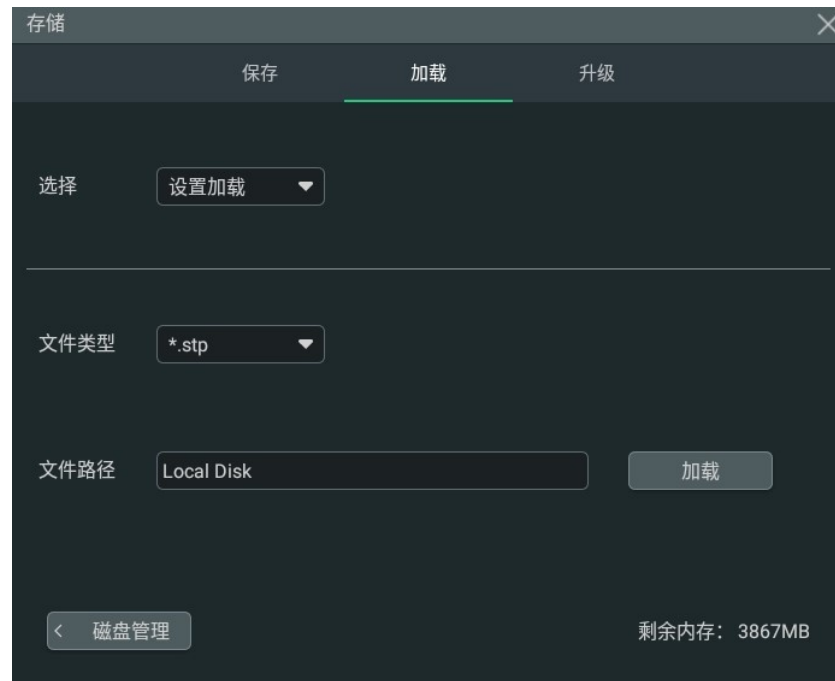 存储
保存 加载 升级
选择 设置加载
文件类型 *.stp
文件路径 Local Disk 加载
磁盘管理 剩余内存： 3867MB